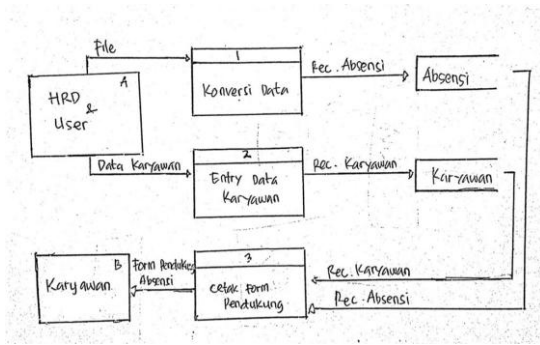 File
1
Konversi Data
Rec. Absensi
Absensi
A
HRD
&
User
Data Karyawan
2
Entry Data
Karyawan
Rec. Karyawan
Karyawan
B
Karyawan
Form Pendukung
Absensi
3
Cetak Form
Pendukung
Rec. Karyawan
Rec. Absensi